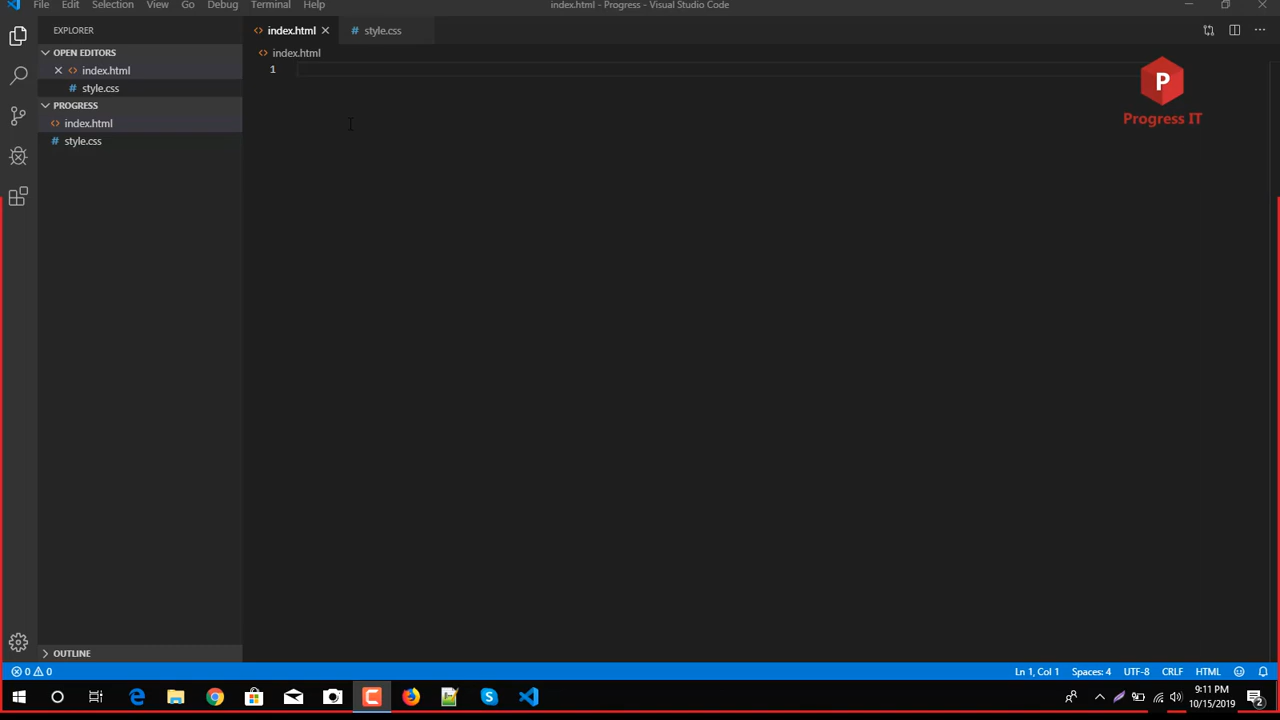 File Edit Selection View Go Debug Terminal Help
index.html - Progress - Visual Studio Code
EXPLORER
index.html
style.css
OPEN EDITORS
index.html
index.html
style.css
1
PROGRESS
index.html
style.css
P
Progress IT
OUTLINE
0 0
Ln 1, Col 1 Spaces: 4 UTF-8 CRLF HTML
9:11 PM
10/15/2019
2